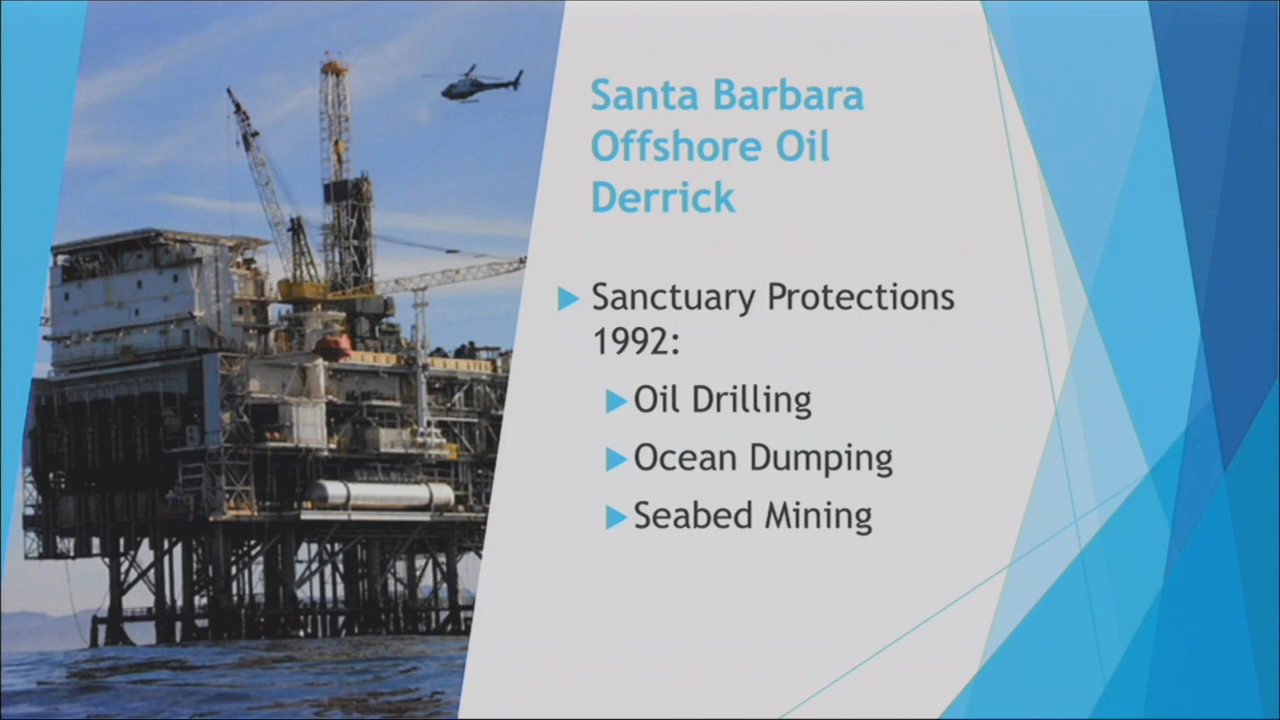 Santa Barbara
Offshore Oil
Derrick
Sanctuary Protections
1992:
Oil Drilling
Ocean Dumping
Seabed Mining